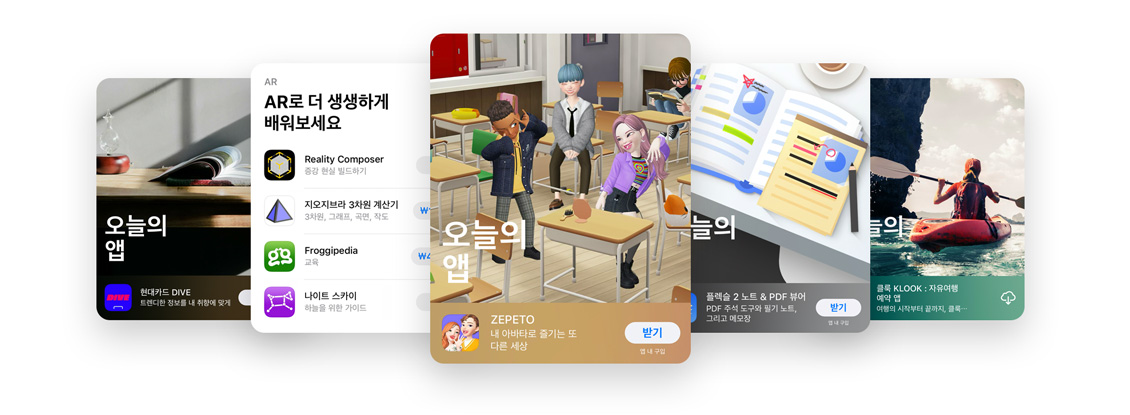 오늘의
앱
현대카드 DIVE
트렌디한 정보를 내 취향에 맞게
AR
AR로 더 생생하게
배워보세요
Reality Composer
증강 현실 빌드하기
지오지브라 3차원 계산기
3차원, 그래프, 곡면, 작도
₩
Froggipedia
교육
₩4
나이트 스카이
하늘을 위한 가이드
오늘의
앱
ZEPETO
내 아바타로 즐기는 또
다른 세상
받기
앱 내 구입
늘의
플렉슬 2 노트 & PDF 뷰어
PDF 주석 도구와 필기 노트,
그리고 메모장
받기
앱 내 구입
늘의
클룩 KLOOK : 자유여행
예약 앱
여행의 시작부터 끝까지, 클룩…